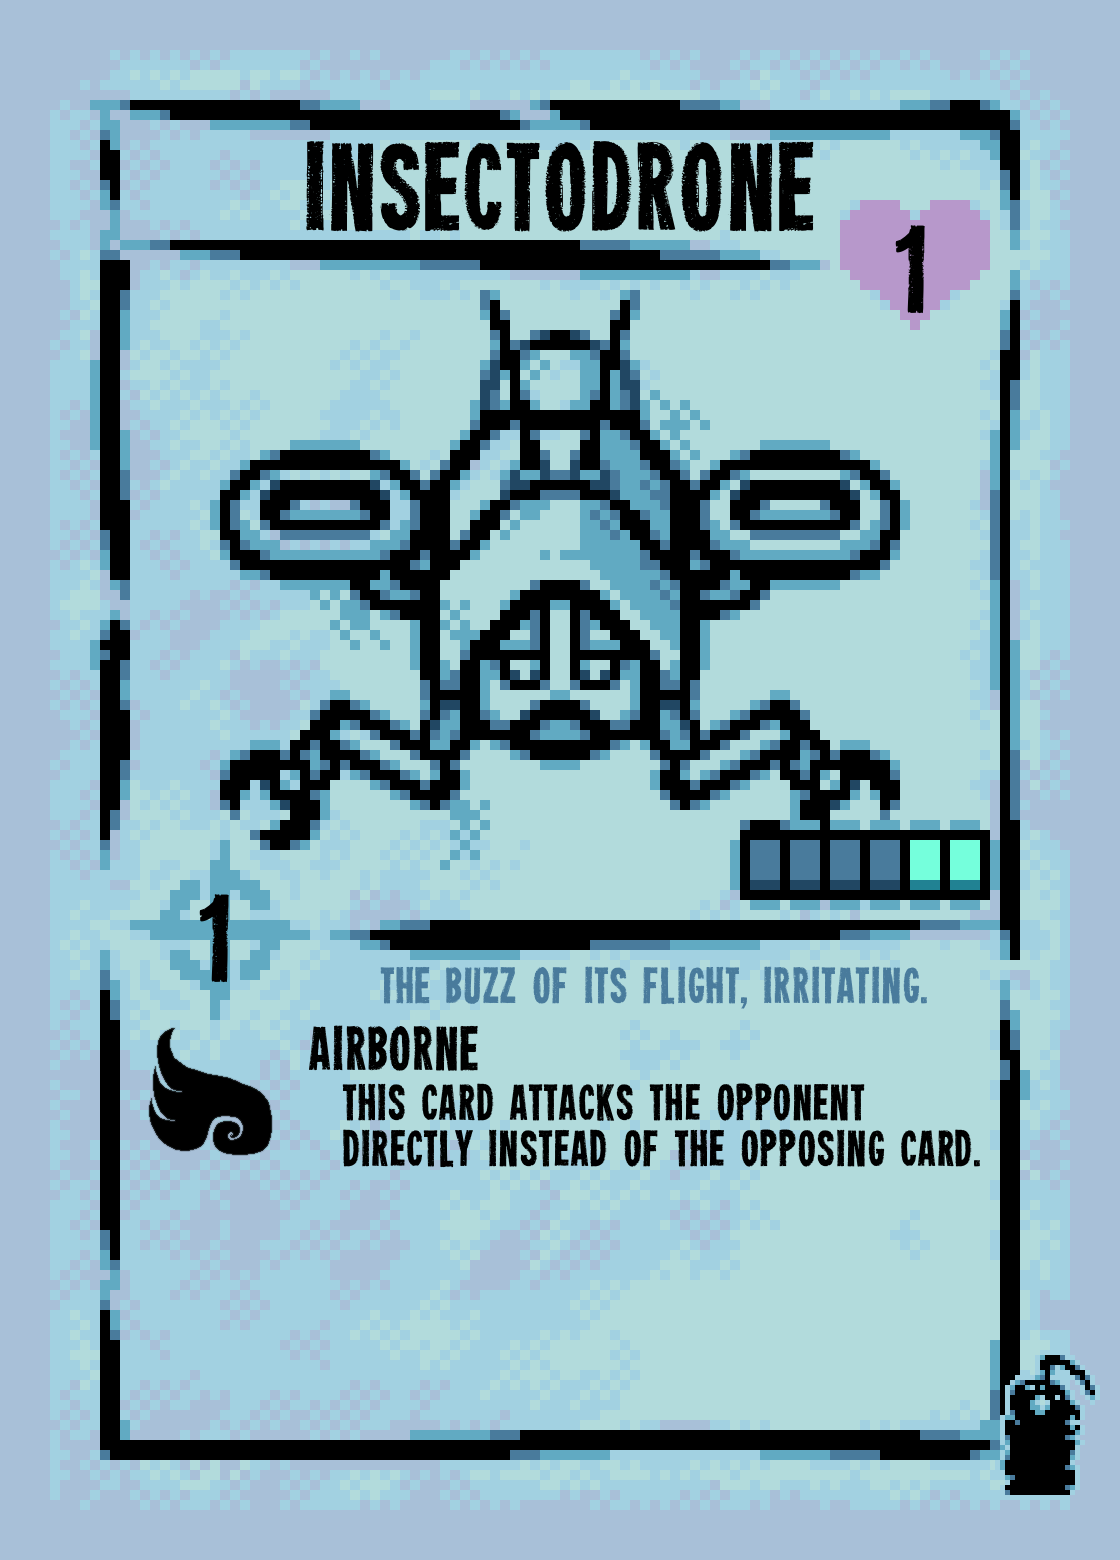 INSECTODRONE
1
1
THE BUZZ OF ITS FLIGHT, IRRITATING.
AIRBORNE
THIS CARD ATTACKS THE OPPONENT
DIRECTLY INSTEAD OF THE OPPOSING CARD.